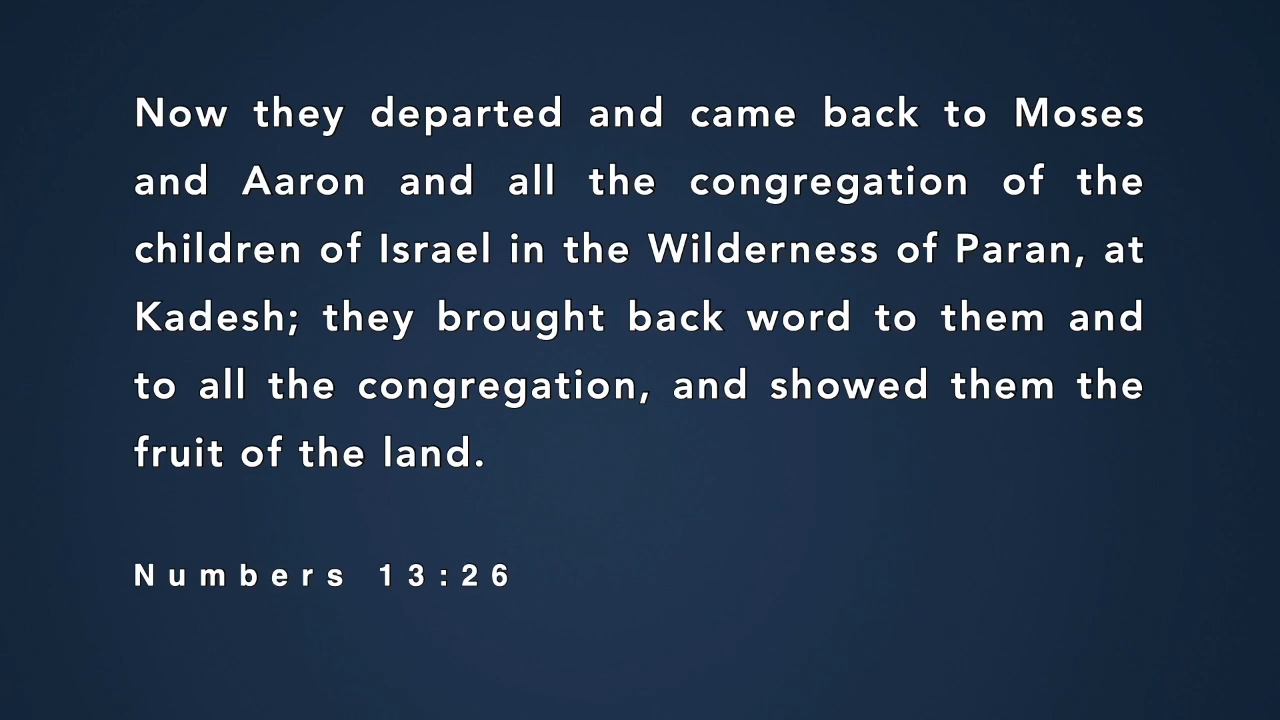 Now they departed and came back to Moses
and Aaron and all the congregation of the
children of Israel in the Wilderness of Paran, at
Kadesh; they brought back word to them and
to all the congregation, and showed them the
fruit of the land.
Numbers 13:26